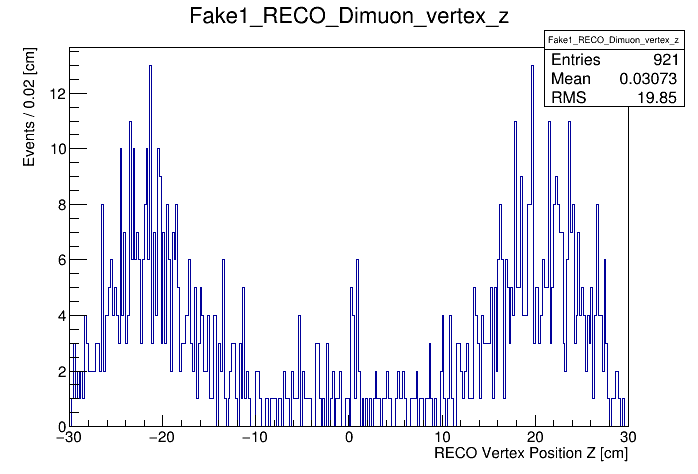 Fake1_RECO_Dimuon_vertex_z
Fake1_RECO_Dimuon_vertex_z
Entries 921
Mean 0.03073
RMS 19.85
Events / 0.02 [cm]
12
10
8
6
4
2
0
−30 −20 −10 0 10 20 30
RECO Vertex Position Z [cm]